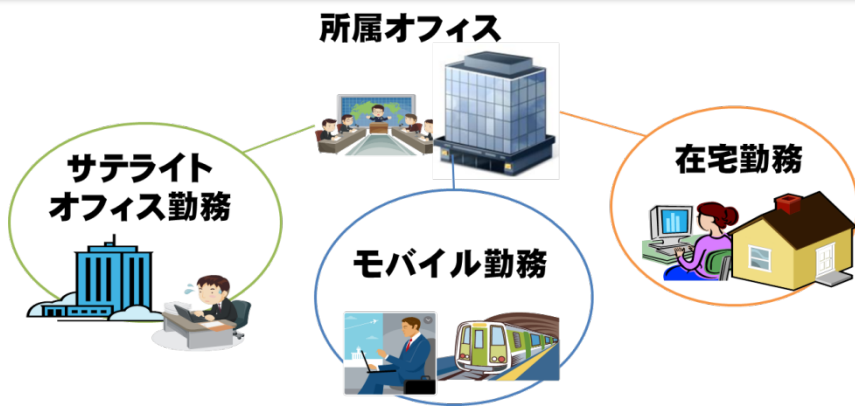 所属オフィス
サテライト
オフィス勤務
モバイル勤務
在宅勤務